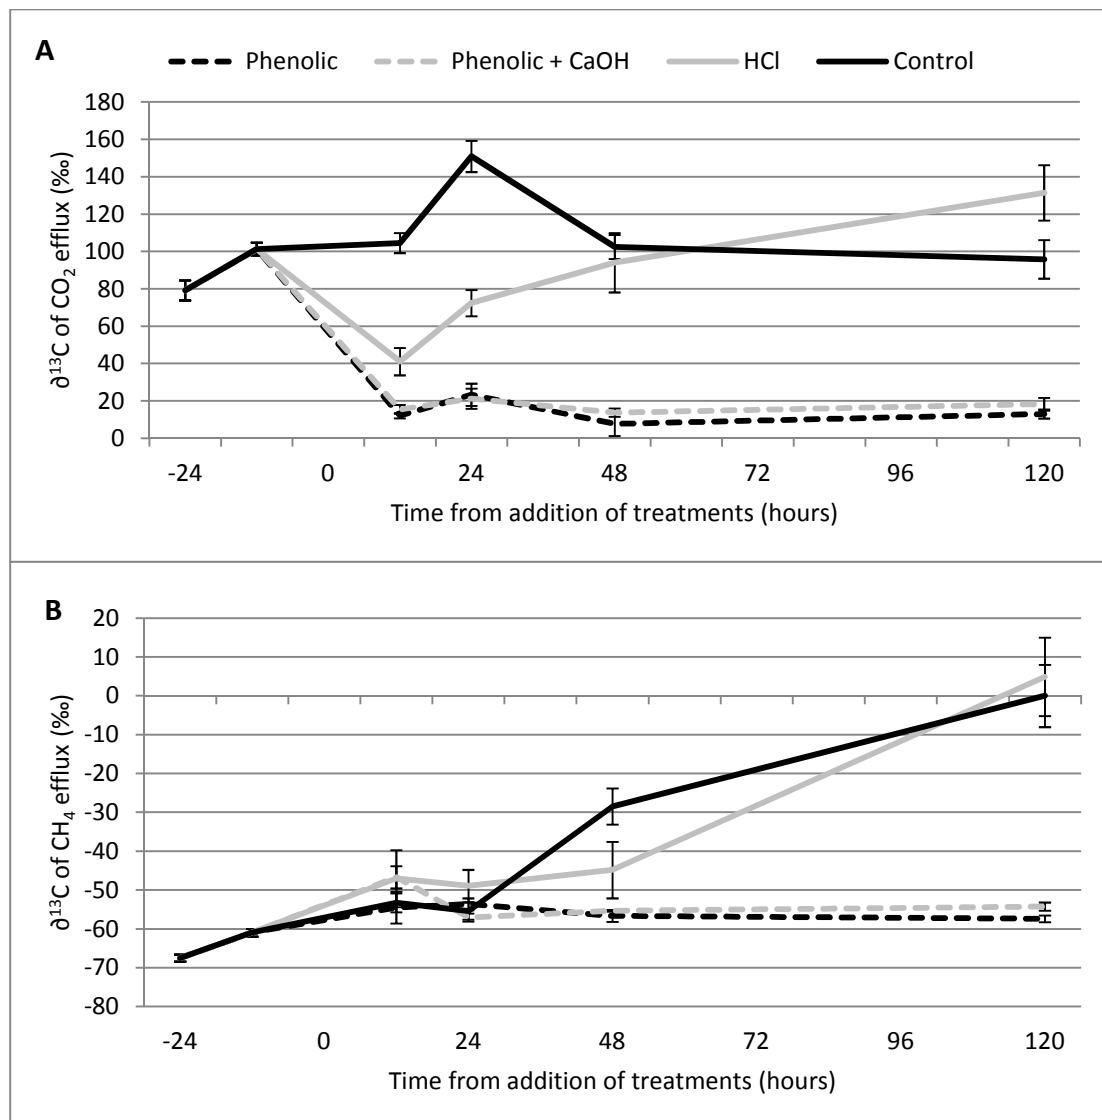 A
Phenolic Phenolic + CaOH HCl Control
180
160
140
120
100
80
60
40
20
0
∂¹³C of CO₂ efflux (‰)
-24 0 24 48 72 96 120
Time from addition of treatments (hours)
B
20
10
0
-10
-20
-30
-40
-50
-60
-70
-80
∂¹³C of CH₄ efflux (‰)
-24 0 24 48 72 96 120
Time from addition of treatments (hours)